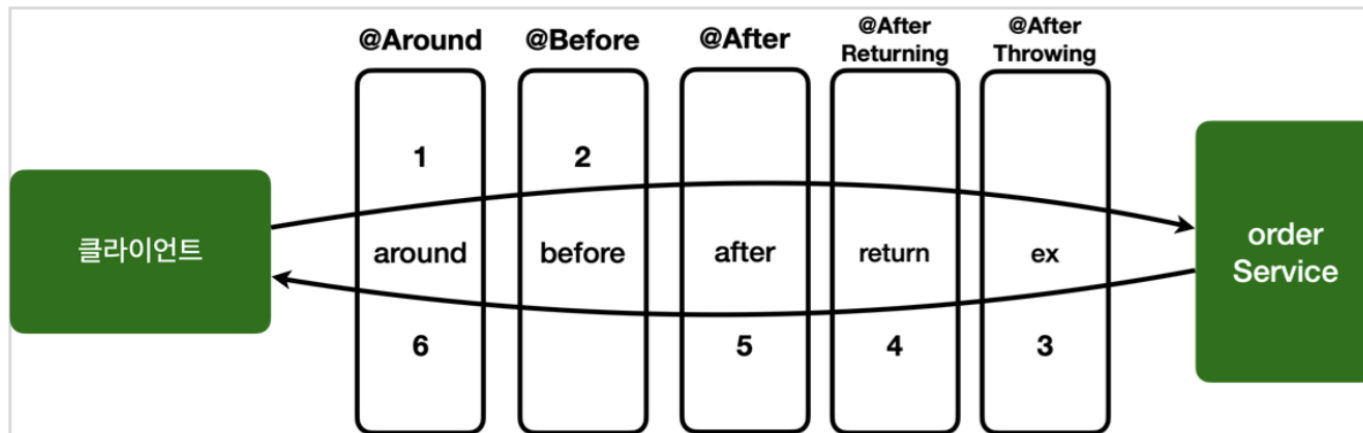 @Around
@Before
@After
@After
Returning
@After
Throwing
1
2
클라이언트
around
before
after
return
ex
order
Service
6
5
4
3